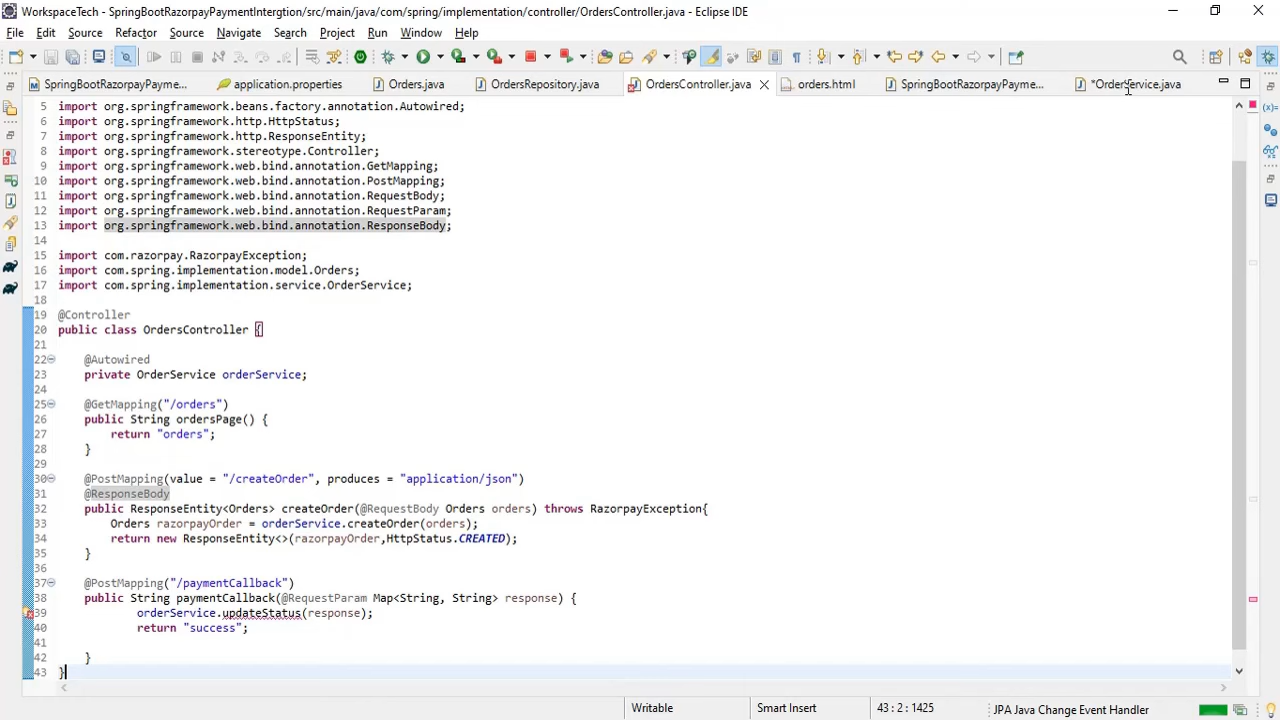 WorkspaceTech - SpringBootRazorpayPaymentIntergtion/src/main/java/com/spring/implementation/controller/OrdersController.java - Eclipse IDE
File Edit Source Refactor Source Navigate Search Project Run Window Help
SpringBootRazorpayPayme... application.properties Orders.java OrdersRepository.java OrdersController.java orders.html SpringBootRazorpayPayme... *OrderService.java
5 import org.springframework.beans.factory.annotation.Autowired;
6 import org.springframework.http.HttpStatus;
7 import org.springframework.http.ResponseEntity;
8 import org.springframework.stereotype.Controller;
9 import org.springframework.web.bind.annotation.GetMapping;
10 import org.springframework.web.bind.annotation.PostMapping;
11 import org.springframework.web.bind.annotation.RequestBody;
12 import org.springframework.web.bind.annotation.RequestParam;
13 import org.springframework.web.bind.annotation.ResponseBody;
14
15 import com.razorpay.RazorpayException;
16 import com.spring.implementation.model.Orders;
17 import com.spring.implementation.service.OrderService;
18
19 @Controller
20 public class OrdersController {
21
22 @Autowired
23 private OrderService orderService;
24
25 @GetMapping("/orders")
26 public String ordersPage() {
27 return "orders";
28 }
29
30 @PostMapping(value = "/createOrder", produces = "application/json")
31 @ResponseBody
32 public ResponseEntity<Orders> createOrder(@RequestBody Orders orders) throws RazorpayException{
33 Orders razorpayOrder = orderService.createOrder(orders);
34 return new ResponseEntity<>(razorpayOrder,HttpStatus.CREATED);
35 }
36
37 @PostMapping("/paymentCallback")
38 public String paymentCallback(@RequestParam Map<String, String> response) {
39 orderService.updateStatus(response);
40 return "success";
41
42 }
43 }
Writable Smart Insert 43 : 2 : 1425 JPA Java Change Event Handler